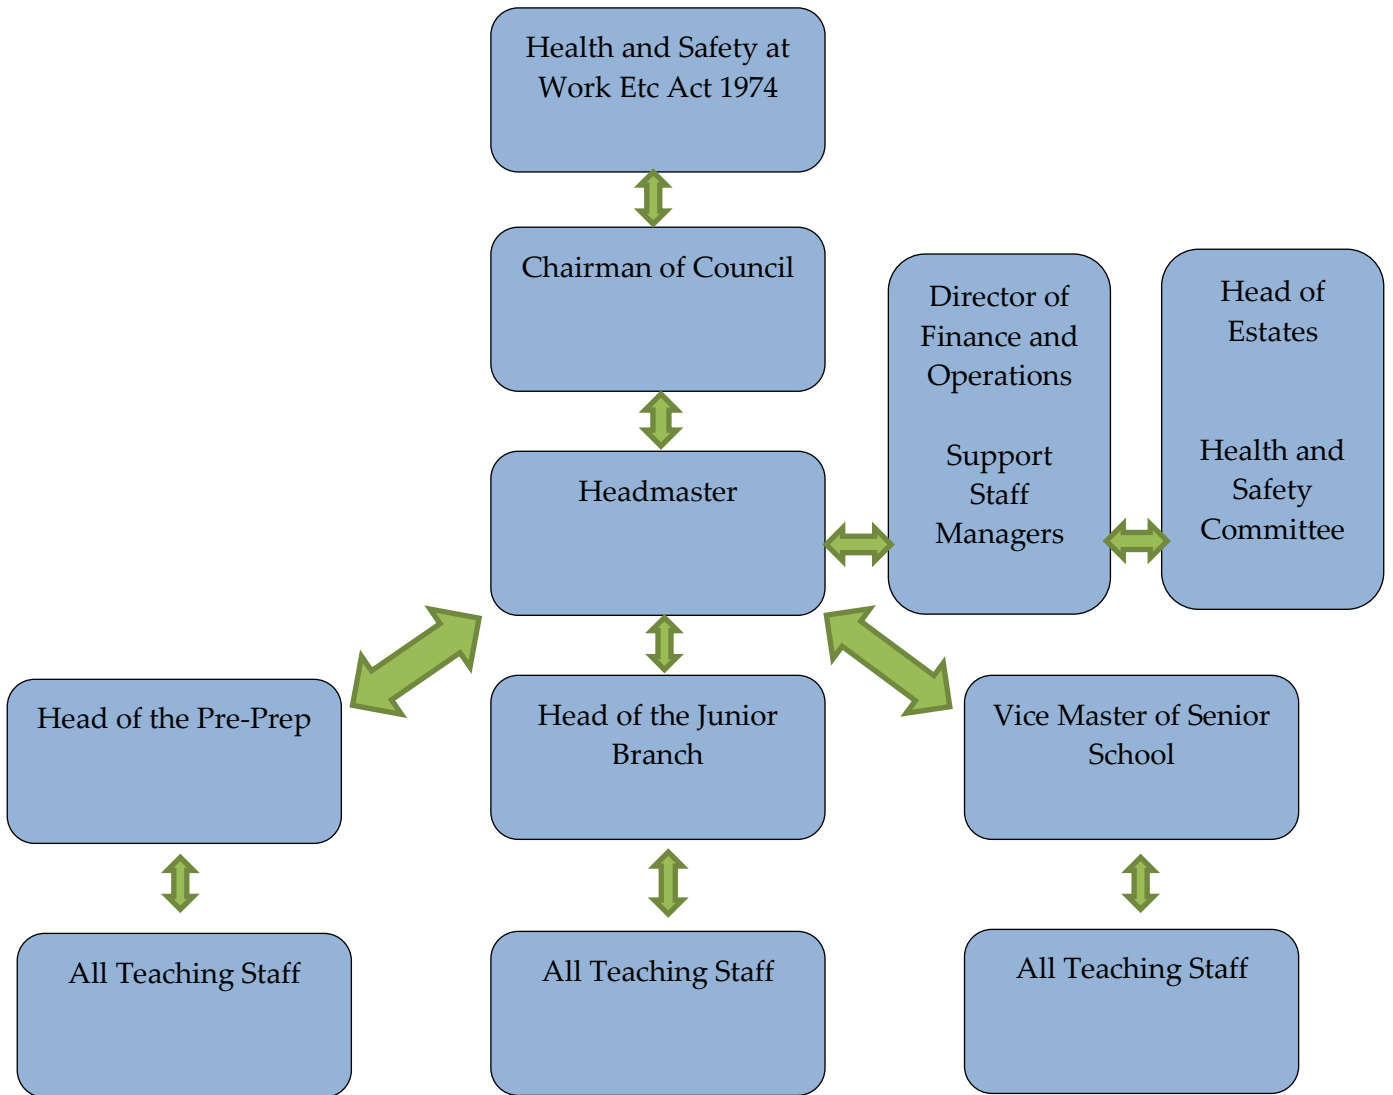 Health and Safety at
Work Etc Act 1974
Chairman of Council
Director of
Finance and
Operations
Support
Staff
Managers
Head of
Estates
Health and
Safety
Committee
Headmaster
Head of the Pre-Prep
Head of the Junior
Branch
Vice Master of Senior
School
All Teaching Staff
All Teaching Staff
All Teaching Staff